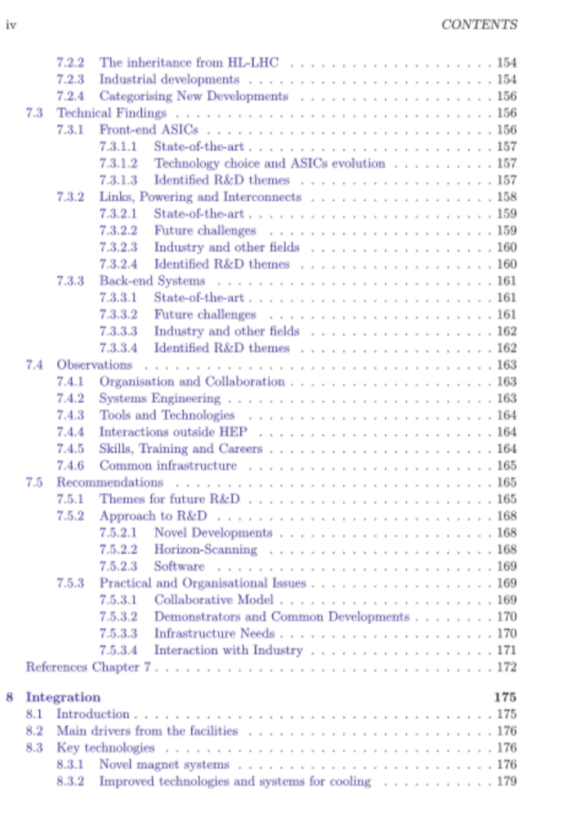 iv CONTENTS
7.2.2 The inheritance from HL-LHC . . . . . . . . . . . . . . . . . . . . 154
7.2.3 Industrial developments . . . . . . . . . . . . . . . . . . . . 154
7.2.4 Categorising New Developments . . . . . . . . . . . . . . . . . . . . 156
7.3 Technical Findings . . . . . . . . . . . . . . . . . . . . 156
7.3.1 Front-end ASICs . . . . . . . . . . . . . . . . . . . . 156
7.3.1.1 State-of-the-art . . . . . . . . . . . . . . . . . . . . 157
7.3.1.2 Technology choice and ASICs evolution . . . . . . . . . . 157
7.3.1.3 Identified R&D themes . . . . . . . . . . . . . . . . . . . . 157
7.3.2 Links, Powering and Interconnects . . . . . . . . . . . . . . . . . . . . 158
7.3.2.1 State-of-the-art . . . . . . . . . . . . . . . . . . . . 159
7.3.2.2 Future challenges . . . . . . . . . . . . . . . . . . . . 159
7.3.2.3 Industry and other fields . . . . . . . . . . . . . . . . . . . . 160
7.3.2.4 Identified R&D themes . . . . . . . . . . . . . . . . . . . . 160
7.3.3 Back-end Systems . . . . . . . . . . . . . . . . . . . . 161
7.3.3.1 State-of-the-art . . . . . . . . . . . . . . . . . . . . 161
7.3.3.2 Future challenges . . . . . . . . . . . . . . . . . . . . 161
7.3.3.3 Industry and other fields . . . . . . . . . . . . . . . . . . . . 162
7.3.3.4 Identified R&D themes . . . . . . . . . . . . . . . . . . . . 162
7.4 Observations . . . . . . . . . . . . . . . . . . . . 163
7.4.1 Organisation and Collaboration . . . . . . . . . . . . . . . . . . . . 163
7.4.2 Systems Engineering . . . . . . . . . . . . . . . . . . . . 163
7.4.3 Tools and Technologies . . . . . . . . . . . . . . . . . . . . 164
7.4.4 Interactions outside HEP . . . . . . . . . . . . . . . . . . . . 164
7.4.5 Skills, Training and Careers . . . . . . . . . . . . . . . . . . . . 164
7.4.6 Common infrastructure . . . . . . . . . . . . . . . . . . . . 165
7.5 Recommendations . . . . . . . . . . . . . . . . . . . . 165
7.5.1 Themes for future R&D . . . . . . . . . . . . . . . . . . . . 165
7.5.2 Approach to R&D . . . . . . . . . . . . . . . . . . . . 168
7.5.2.1 Novel Developments . . . . . . . . . . . . . . . . . . . . 168
7.5.2.2 Horizon-Scanning . . . . . . . . . . . . . . . . . . . . 168
7.5.2.3 Software . . . . . . . . . . . . . . . . . . . . 169
7.5.3 Practical and Organisational Issues . . . . . . . . . . . . . . . . . . . . 169
7.5.3.1 Collaborative Model . . . . . . . . . . . . . . . . . . . . 169
7.5.3.2 Demonstrators and Common Developments . . . . . . . . 170
7.5.3.3 Infrastructure Needs . . . . . . . . . . . . . . . . . . . . 170
7.5.3.4 Interaction with Industry . . . . . . . . . . . . . . . . . . . . 171
References Chapter 7 . . . . . . . . . . . . . . . . . . . . 172
8 Integration 175
8.1 Introduction . . . . . . . . . . . . . . . . . . . . 175
8.2 Main drivers from the facilities . . . . . . . . . . . . . . . . . . . . 176
8.3 Key technologies . . . . . . . . . . . . . . . . . . . . 176
8.3.1 Novel magnet systems . . . . . . . . . . . . . . . . . . . . 176
8.3.2 Improved technologies and systems for cooling . . . . . . . . . . . 179